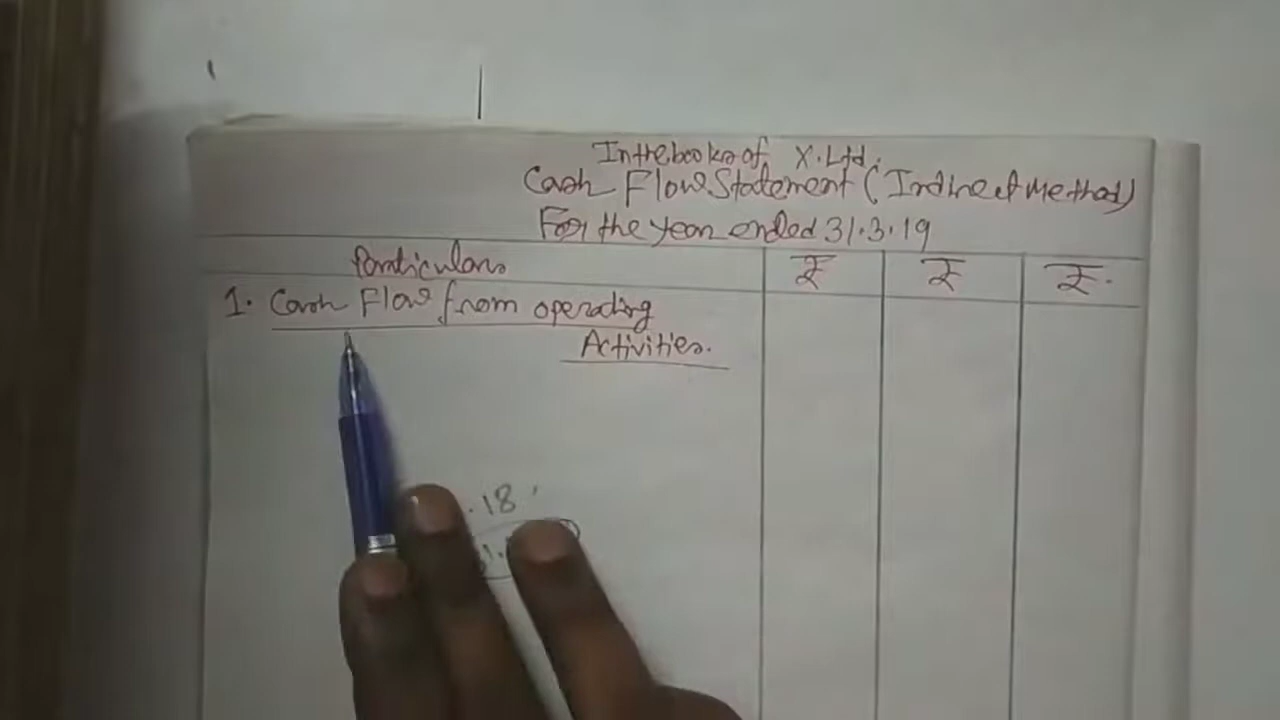 In the books of X. Ltd.
Cash Flow Statement (Indirect Method)
For the year ended 31.3.19
Particulars ₹ ₹ ₹.
1. Cash Flow from operating
Activities.
.18